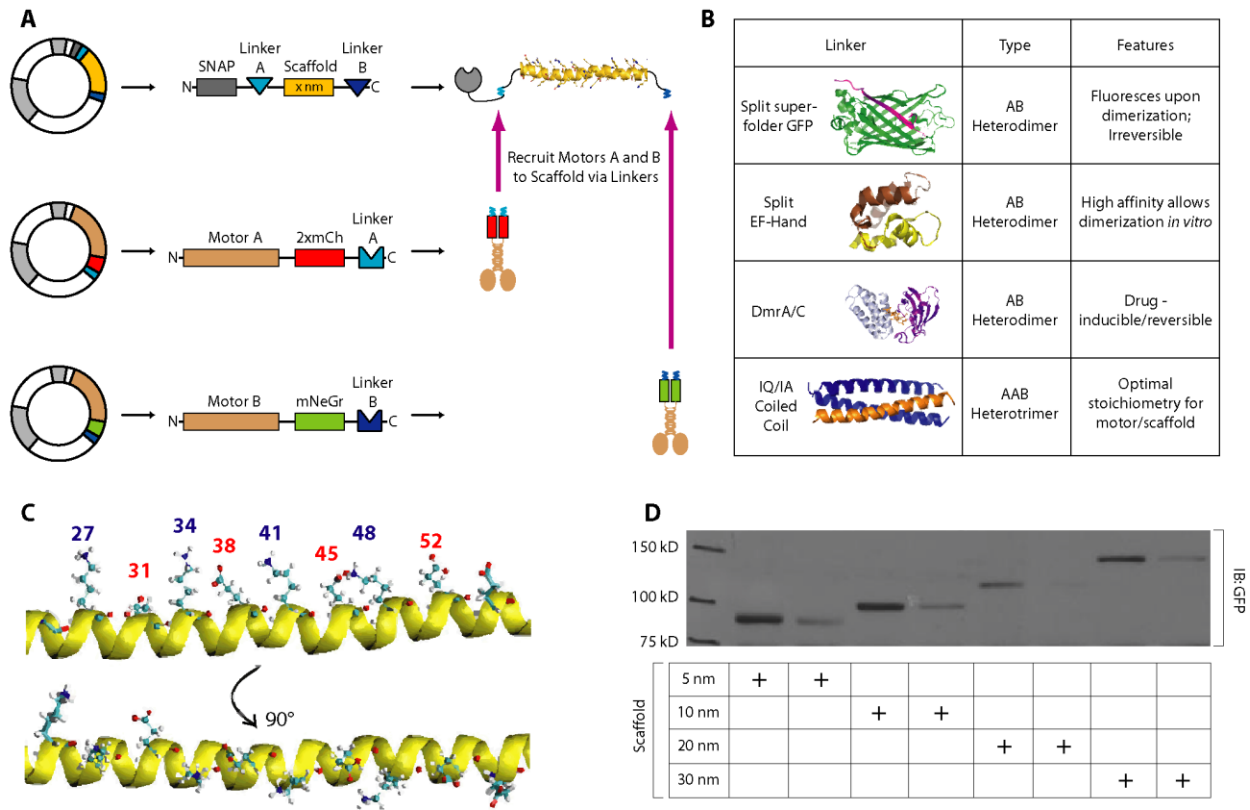 A
SNAP
Linker
A
Scaffold
Linker
B
N
x nm
C
Recruit Motors A and B
to Scaffold via Linkers
Motor A
2xmCh
Linker
A
N
C
Motor B
mNeGr
Linker
B
N
C
B
Linker
Type
Features
Split super-
folder GFP
AB
Heterodimer
Fluoresces upon
dimerization;
Irreversible
Split
EF-Hand
AB
Heterodimer
High affinity allows
dimerization in vitro
DmrA/C
AB
Heterodimer
Drug -
inducible/reversible
IQ/IA
Coiled
Coil
AAB
Heterotrimer
Optimal
stoichiometry for
motor/scaffold
C
27
31
34
38
41
45
48
52
90°
D
150 kD
100 kD
75 kD
IB: GFP
Scaffold
5 nm + +
10 nm + +
20 nm + +
30 nm + +